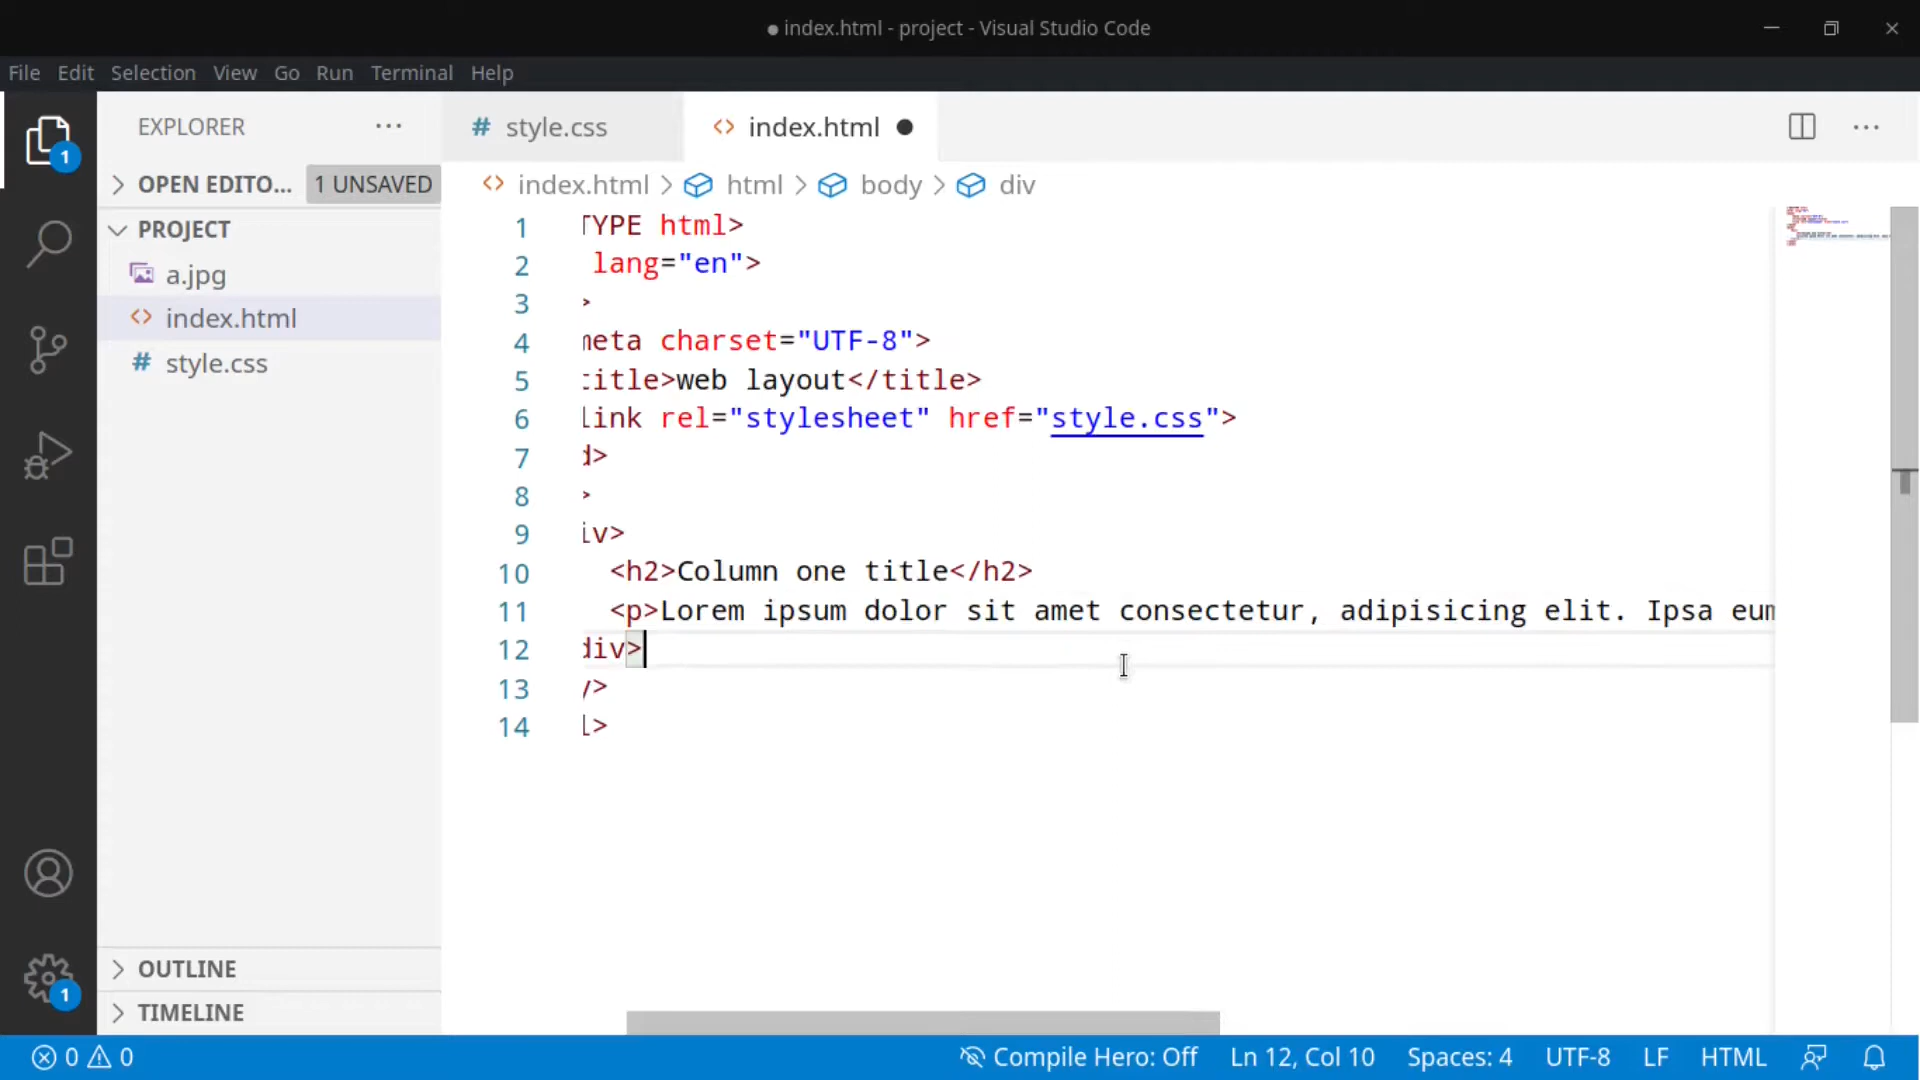 ● index.html - project - Visual Studio Code
File Edit Selection View Go Run Terminal Help
EXPLORER
OPEN EDITO... 1 UNSAVED
PROJECT
a.jpg
index.html
style.css
OUTLINE
TIMELINE
# style.css <> index.html ●
<> index.html > html > body > div
1 TYPE html>
2 lang="en">
3 >
4 meta charset="UTF-8">
5 title>web layout</title>
6 link rel="stylesheet" href="style.css">
7 d>
8 >
9 iv>
10 <h2>Column one title</h2>
11 <p>Lorem ipsum dolor sit amet consectetur, adipisicing elit. Ipsa eum
12 div>
13 y>
14 l>
0 0 Compile Hero: Off Ln 12, Col 10 Spaces: 4 UTF-8 LF HTML